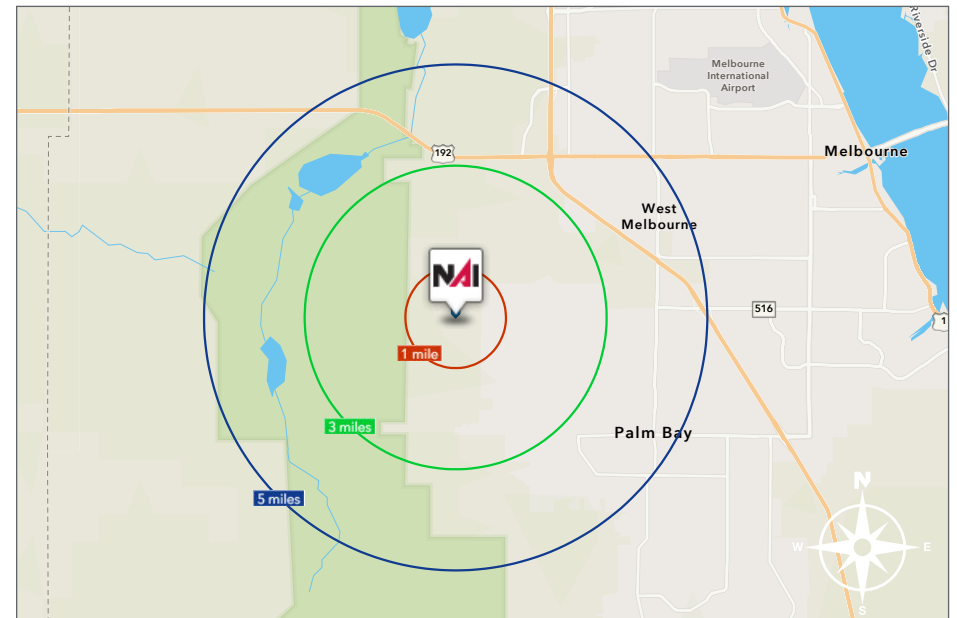 Riverside Dr
Melbourne
International
Airport
192
Melbourne
West
Melbourne
NAI
516
1
1 mile
3 miles
Palm Bay
5 miles
N
W
E
S